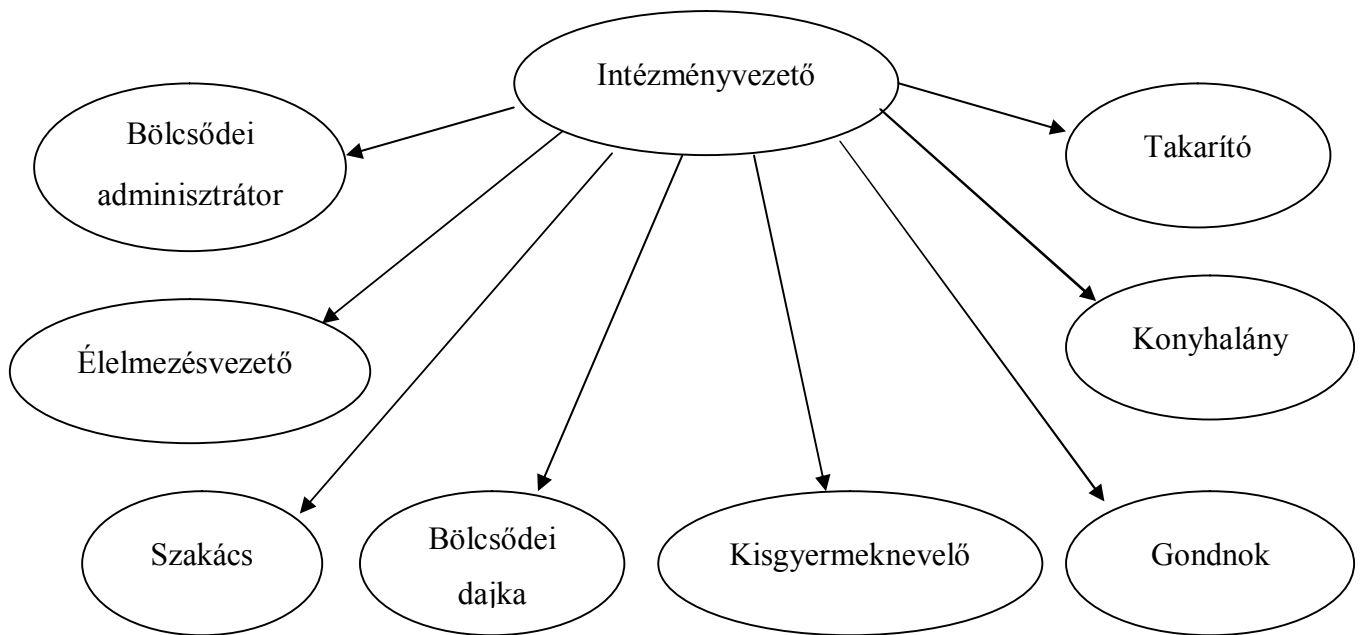 Intézményvezető
Bölcsődei
adminisztrátor
Takarító
Élelmezésvezető
Konyhalány
Szakács
Bölcsődei
dajka
Kisgyermeknevelő
Gondnok